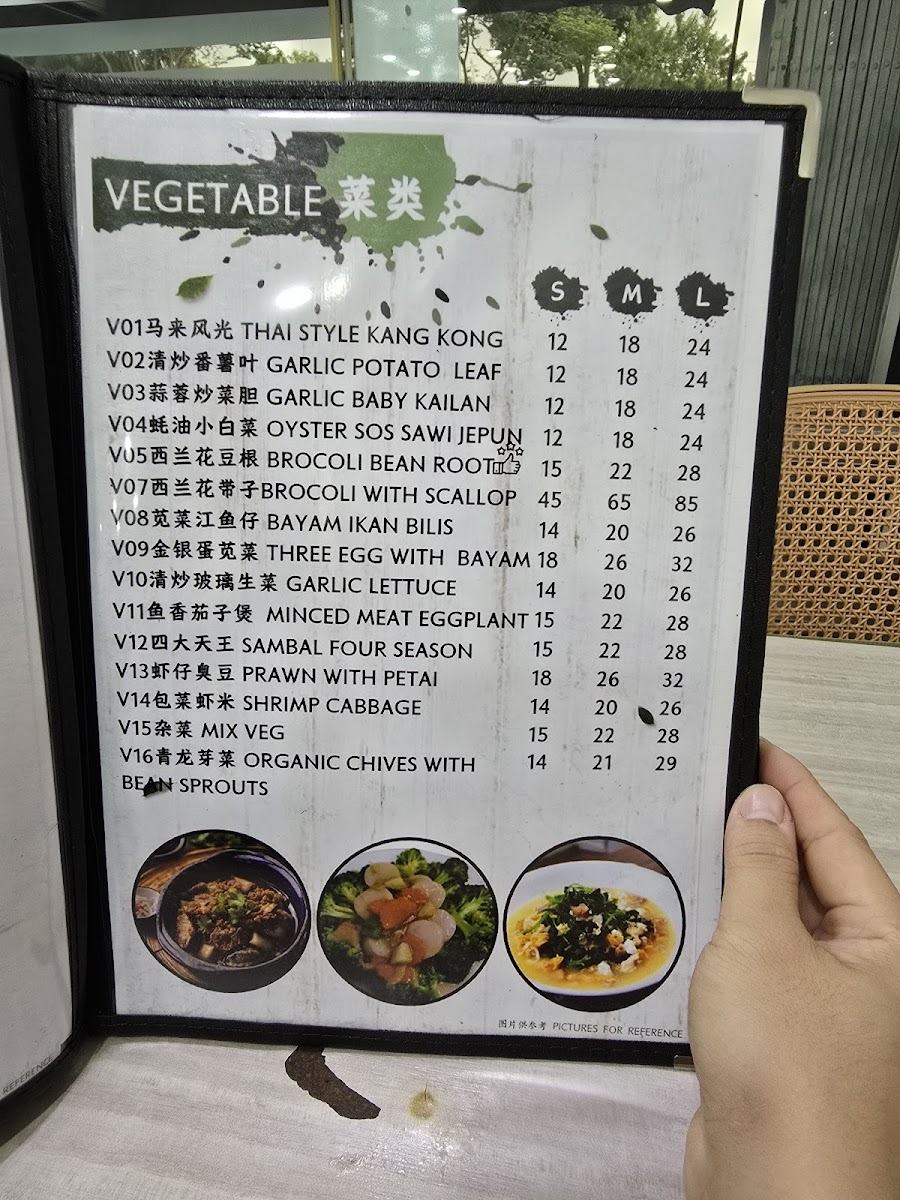 VEGETABLE 菜类
S M L
V01马来风光 THAI STYLE KANG KONG 12 18 24
V02清炒番薯叶 GARLIC POTATO LEAF 12 18 24
V03蒜蓉炒菜胆 GARLIC BABY KAILAN 12 18 24
V04蚝油小白菜 OYSTER SOS SAWI JEPUN 12 18 24
V05西兰花豆根 BROCOLI BEAN ROOT 15 22 28
V07西兰花带子BROCOLI WITH SCALLOP 45 65 85
V08苋菜江鱼仔 BAYAM IKAN BILIS 14 20 26
V09金银蛋苋菜 THREE EGG WITH BAYAM 18 26 32
V10清炒玻璃生菜 GARLIC LETTUCE 14 20 26
V11鱼香茄子煲 MINCED MEAT EGGPLANT 15 22 28
V12四大天王 SAMBAL FOUR SEASON 15 22 28
V13虾仔臭豆 PRAWN WITH PETAI 18 26 32
V14包菜虾米 SHRIMP CABBAGE 14 20 26
V15杂菜 MIX VEG 15 22 28
V16青龙芽菜 ORGANIC CHIVES WITH 14 21 29
BEAN SPROUTS
图片供参考 PICTURES FOR REFERENCE
REFERENCE